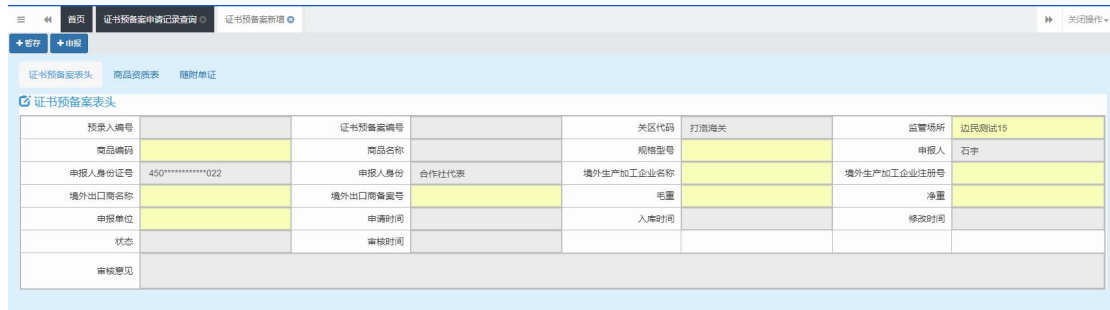 首页 证书预备案申请记录查询 证书预备案新增 关闭操作
+暂存 +申报
证书预备案表头 商品资质表 随附单证
证书预备案表头
预录入编号 证书预备案编号 关区代码 打洛海关 监管场所 边民测试15
商品编码 商品名称 规格型号 申报人 石宇
申报人身份证号 450************022 申报人身份 合作社代表 境外生产加工企业名称 境外生产加工企业注册号
境外出口商名称 境外出口商备案号 毛重 净重
申报单位 申请时间 入库时间 修改时间
状态 审核时间
审核意见